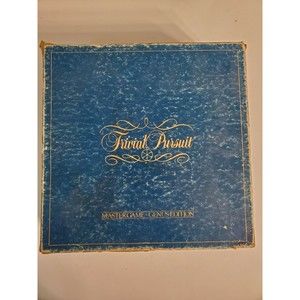 Trivial Pursuit
MASTER GAME - GENUS EDITION